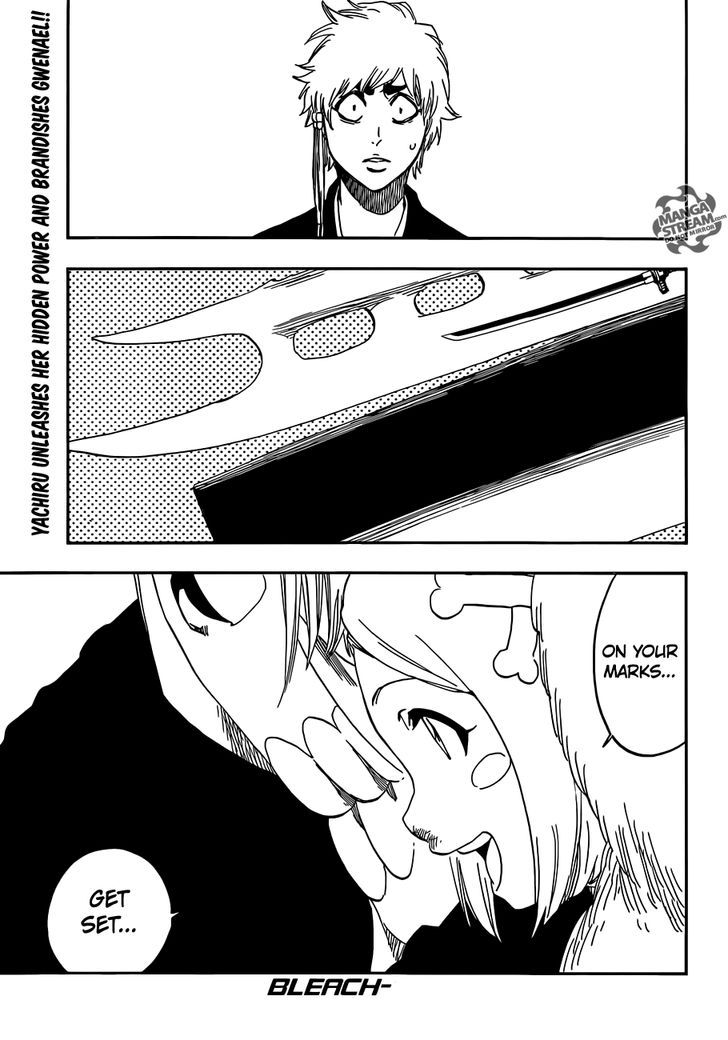 YACHIRU UNLEASHES HER HIDDEN POWER AND BRANDISHES GWENAEL!!
MANGA
STREAM.com
DO NOT MIRROR
ON YOUR
MARKS...
GET
SET...
BLEACH-